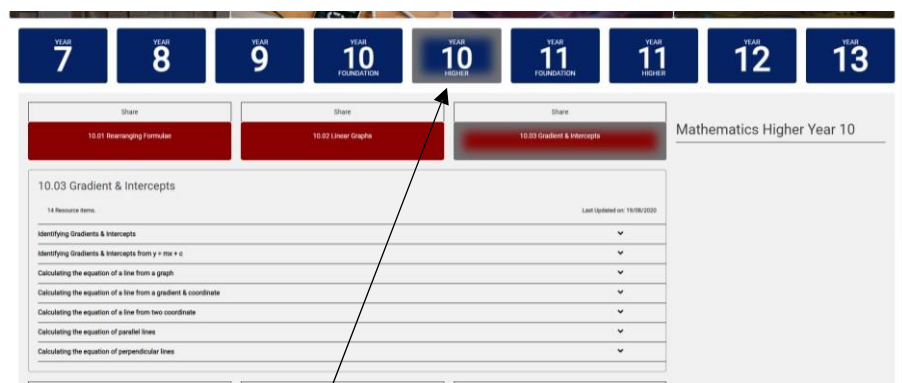 YEAR 7
YEAR 8
YEAR 9
YEAR 10 FOUNDATION
YEAR 10 HIGHER
YEAR 11 FOUNDATION
YEAR 11 HIGHER
YEAR 12
YEAR 13
Share
Share
Share
10.01 Rearranging Formulae
10.02 Linear Graphs
10.03 Gradient & Intercepts
Mathematics Higher Year 10
10.03 Gradient & Intercepts
14 Resource items
Last Updated on: 19/08/2020
Identifying Gradients & Intercepts
Identifying Gradients & Intercepts from y = mx + c
Calculating the equation of a line from a graph
Calculating the equation of a line from a gradient & coordinate
Calculating the equation of a line from two coordinate
Calculating the equation of parallel lines
Calculating the equation of perpendicular lines